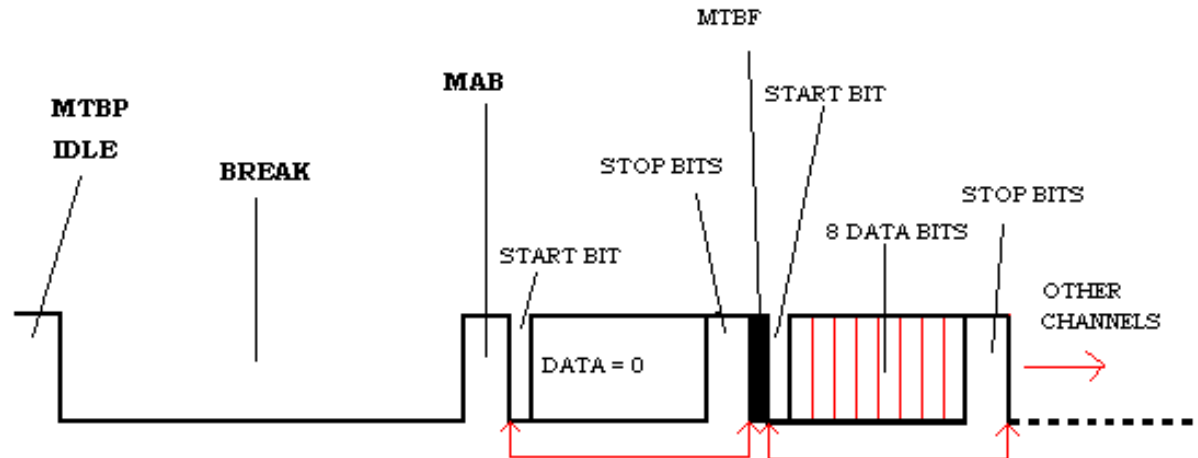 MTBF
MAB
START BIT
MTBP
IDLE
BREAK
STOP BITS
STOP BITS
8 DATA BITS
START BIT
OTHER
CHANNELS
DATA = 0